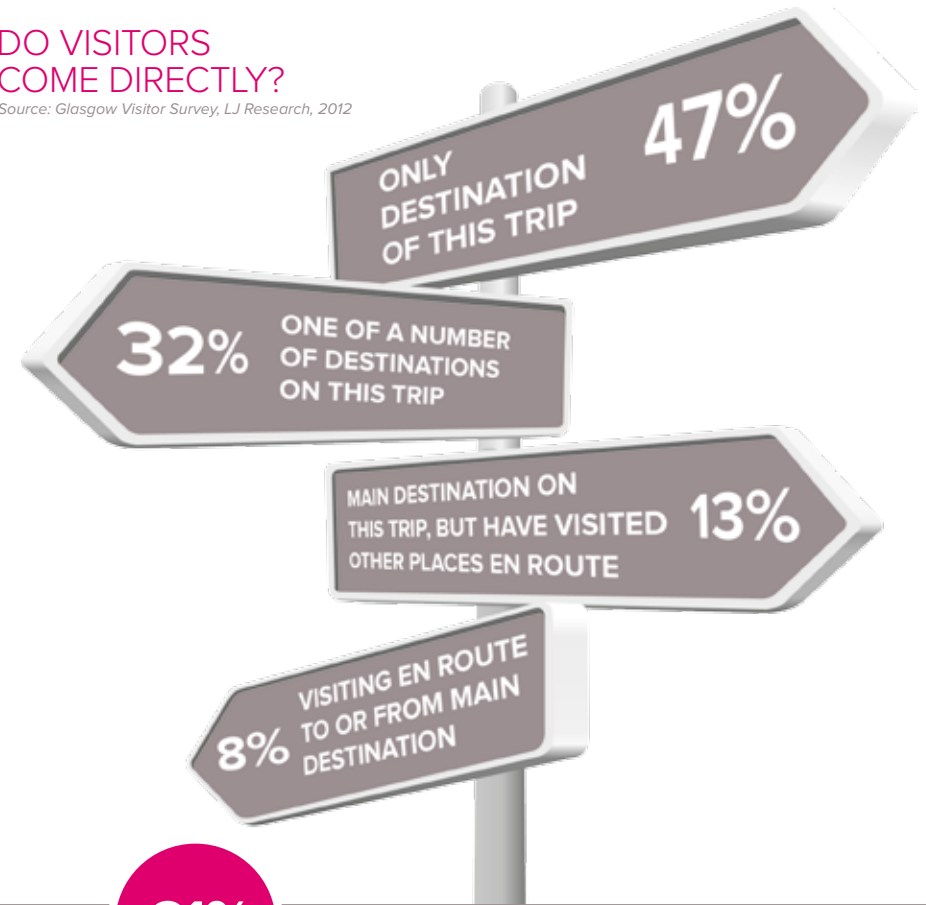 DO VISITORS
COME DIRECTLY?
Source: Glasgow Visitor Survey, LJ Research, 2012
ONLY
DESTINATION
OF THIS TRIP
47%
32%
ONE OF A NUMBER
OF DESTINATIONS
ON THIS TRIP
MAIN DESTINATION ON
THIS TRIP, BUT HAVE VISITED
OTHER PLACES EN ROUTE
13%
8%
VISITING EN ROUTE
TO OR FROM MAIN
DESTINATION